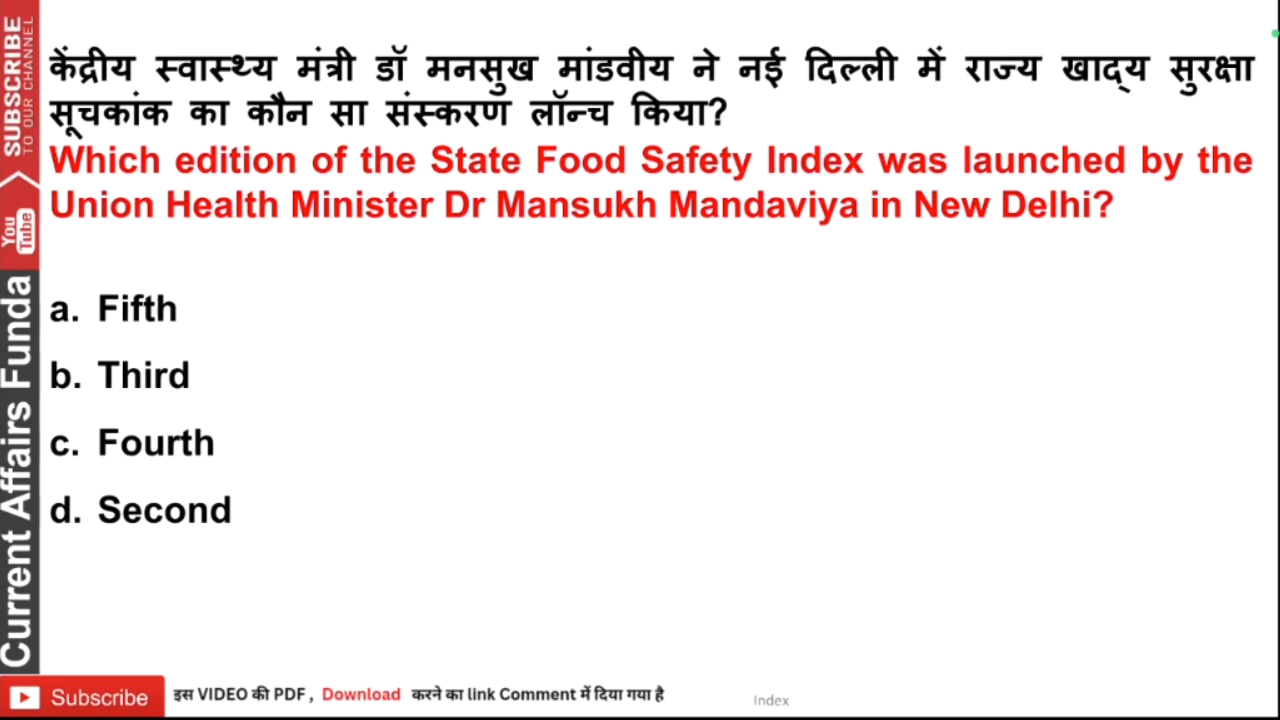 केंद्रीय स्वास्थ्य मंत्री डॉ मनसुख मांडवीय ने नई दिल्ली में राज्य खाद्य सुरक्षा
सूचकांक का कौन सा संस्करण लॉन्च किया?
Which edition of the State Food Safety Index was launched by the
Union Health Minister Dr Mansukh Mandaviya in New Delhi?
a. Fifth
b. Third
c. Fourth
d. Second
SUBSCRIBE
TO OUR CHANNEL
You
Tube
Current Affairs Funda
Subscribe
इस VIDEO की PDF , Download करने का link Comment में दिया गया है
Index